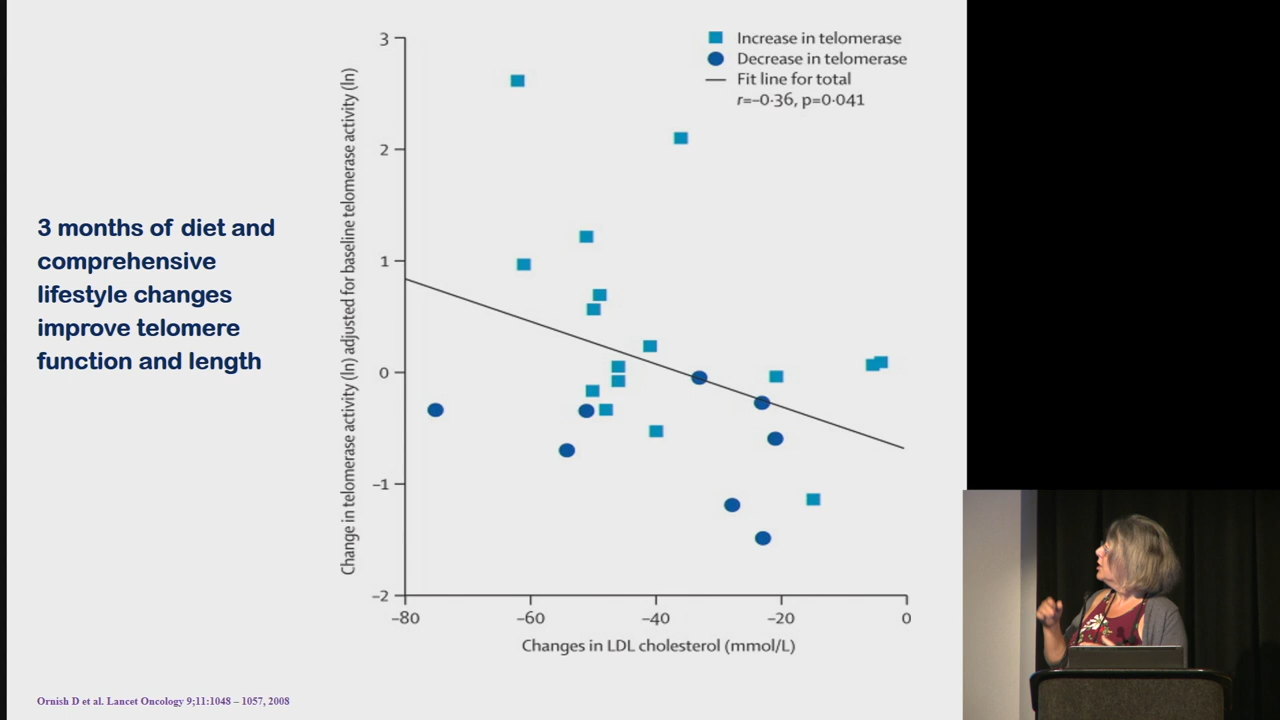 3 months of diet and
comprehensive
lifestyle changes
improve telomere
function and length
Change in telomerase activity (ln) adjusted for baseline telomerase activity (ln)
3
2
1
0
–1
–2
–80
–60
–40
–20
0
Changes in LDL cholesterol (mmol/L)
Increase in telomerase
Decrease in telomerase
Fit line for total
r=–0·36, p=0·041
Ornish D et al. Lancet Oncology 9;11:1048 – 1057, 2008